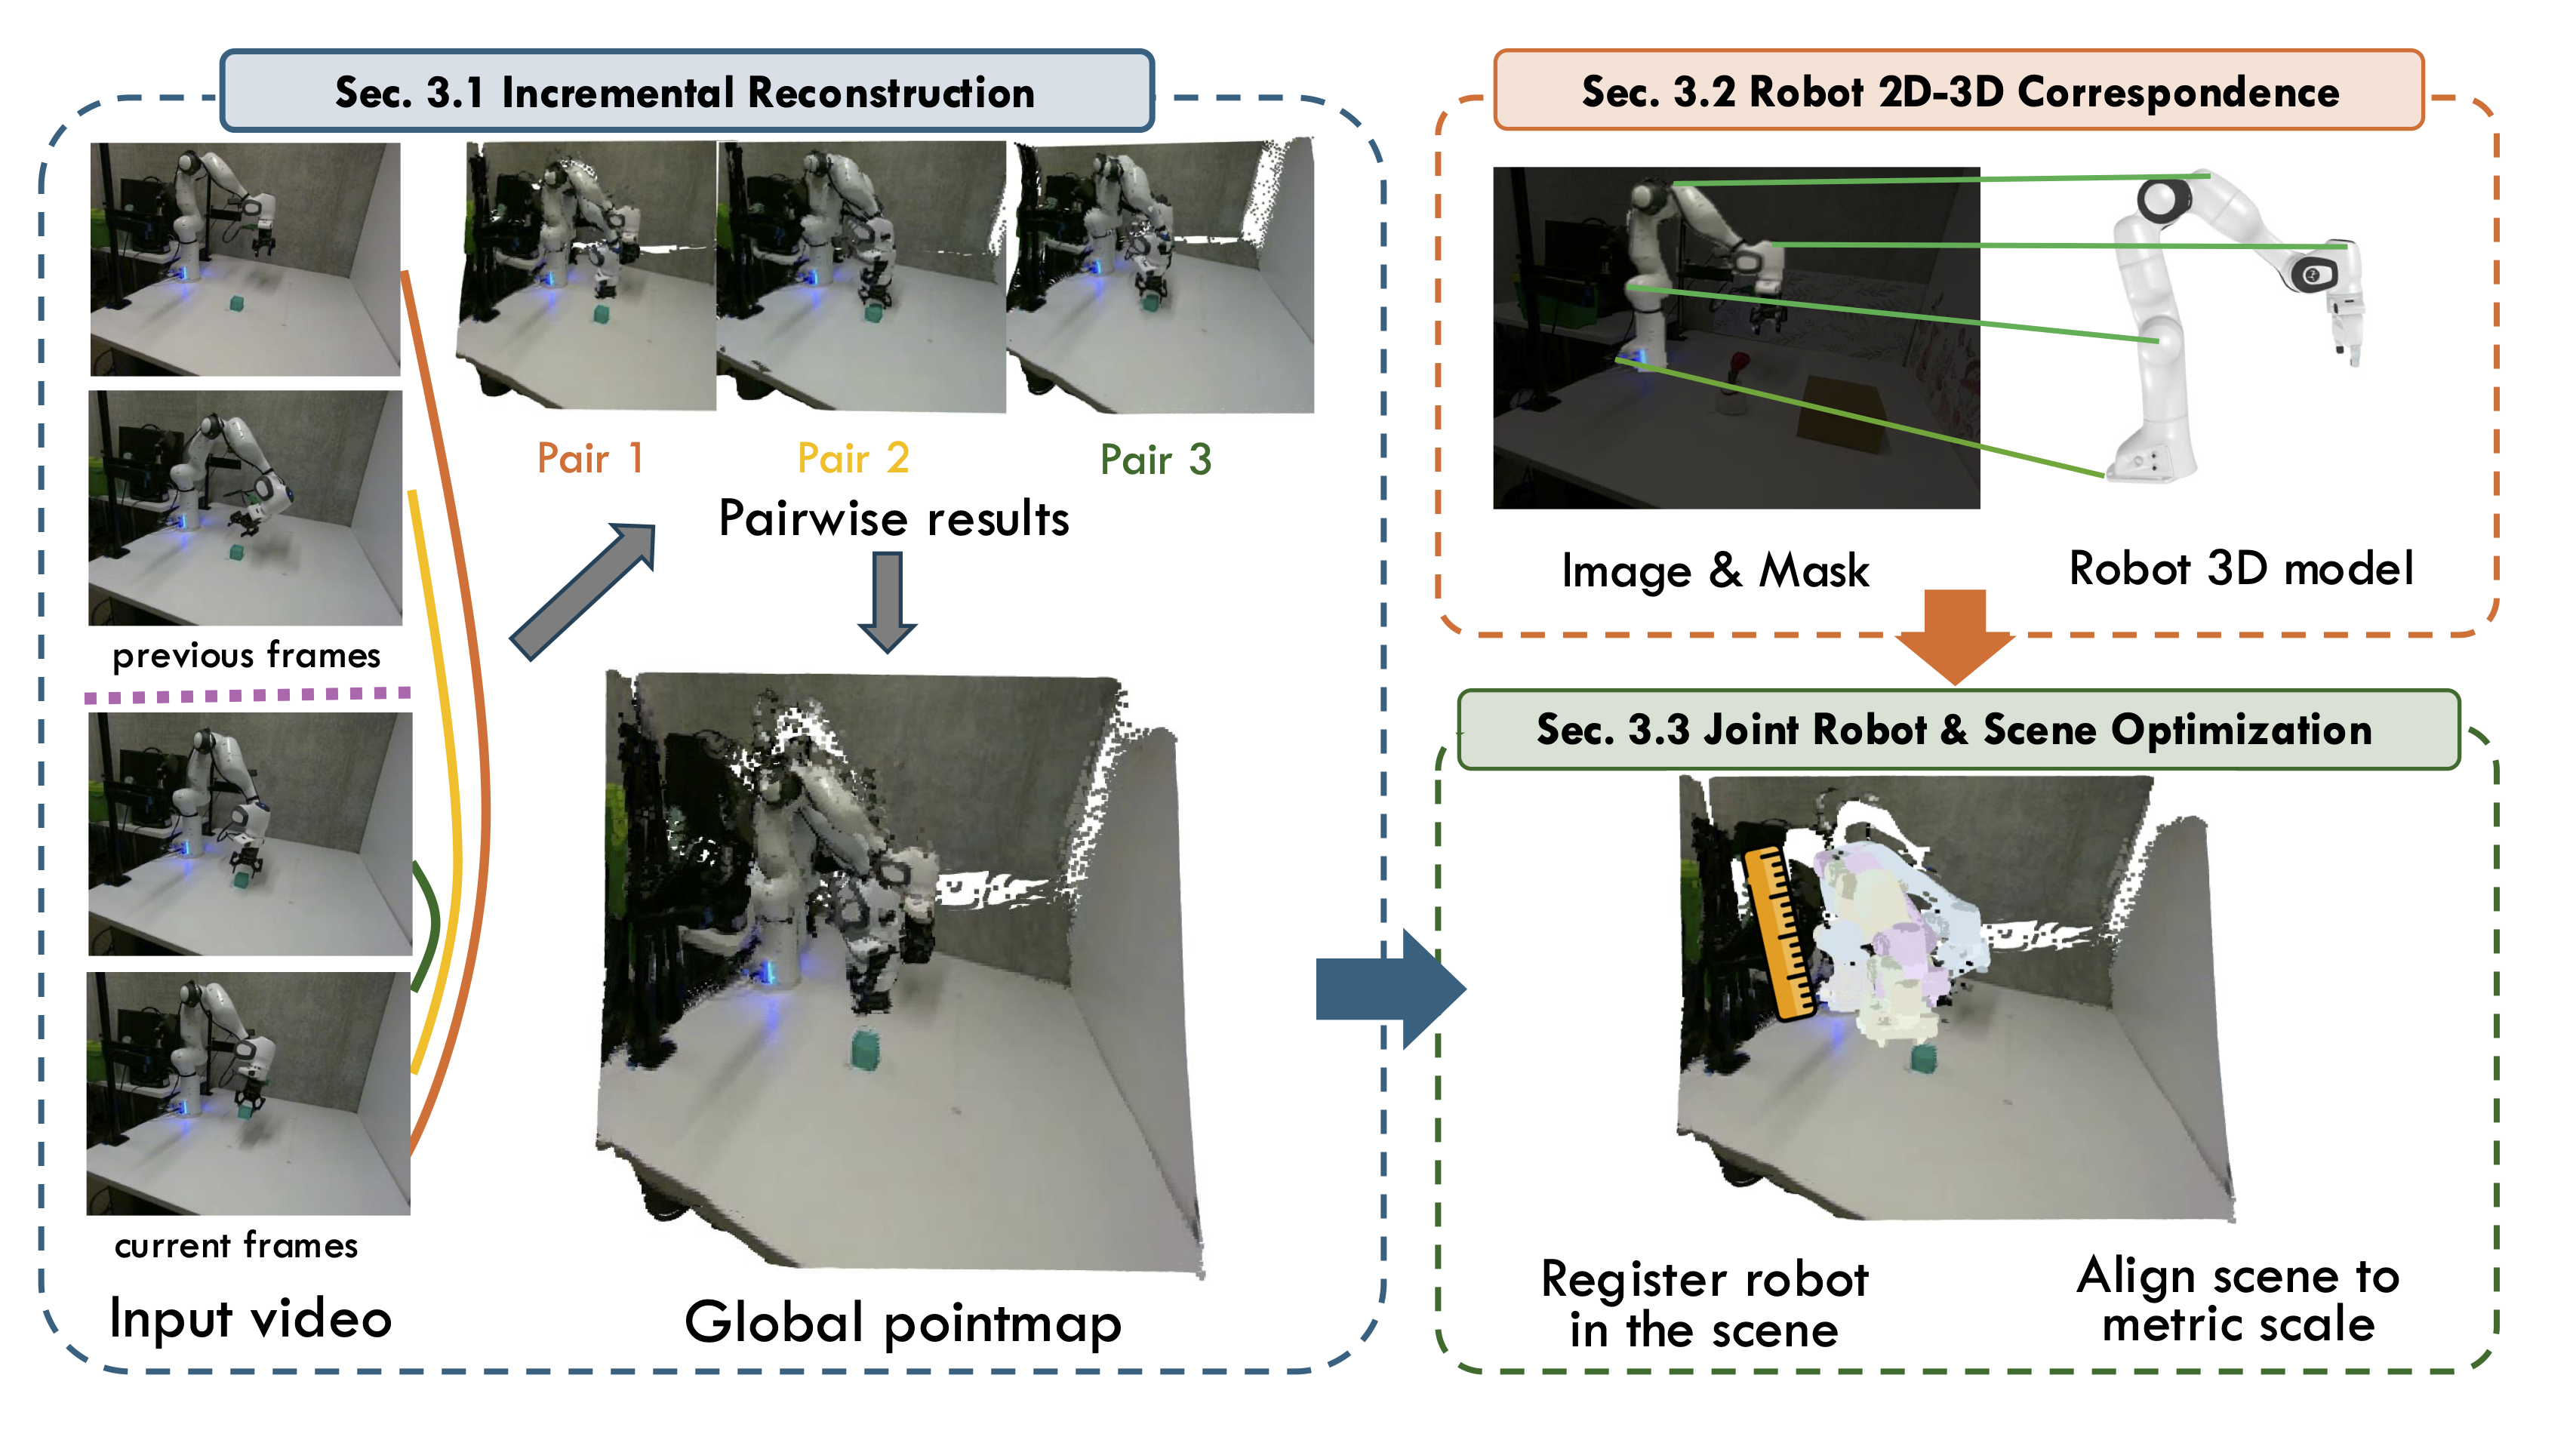 Sec. 3.1 Incremental Reconstruction
Pair 1
Pair 2
Pair 3
Pairwise results
previous frames
current frames
Input video
Global pointmap
Sec. 3.2 Robot 2D-3D Correspondence
Image & Mask
Robot 3D model
Sec. 3.3 Joint Robot & Scene Optimization
Register robot
in the scene
Align scene to
metric scale